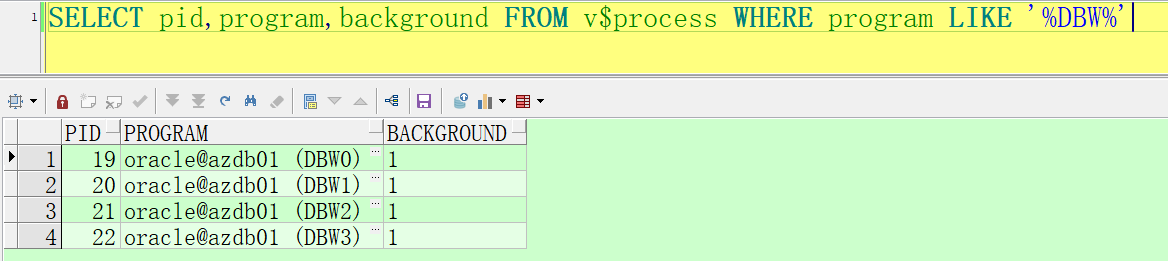 1 SELECT pid,program,background FROM v$process WHERE program LIKE '%DBW%'
PID PROGRAM BACKGROUND
1 19 oracle@azdb01 (DBW0) ... 1
2 20 oracle@azdb01 (DBW1) ... 1
3 21 oracle@azdb01 (DBW2) ... 1
4 22 oracle@azdb01 (DBW3) ... 1